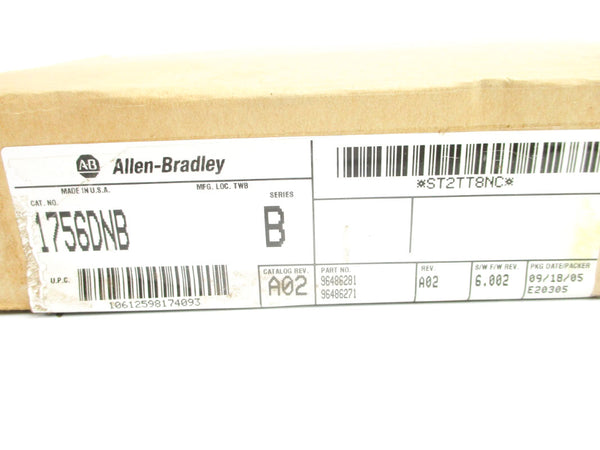 AB Allen-Bradley
MADE IN U.S.A. MFG. LOC. TWB
CAT. NO. SERIES
1756DNB B
U.P.C.
10612598174093
CATALOG REV. A02
PART NO.
96486281
96486271
REV.
A02
S/W F/W REV.
6.002
PKG DATE/PACKER
09/18/05
E20305
*ST2TT8NC*